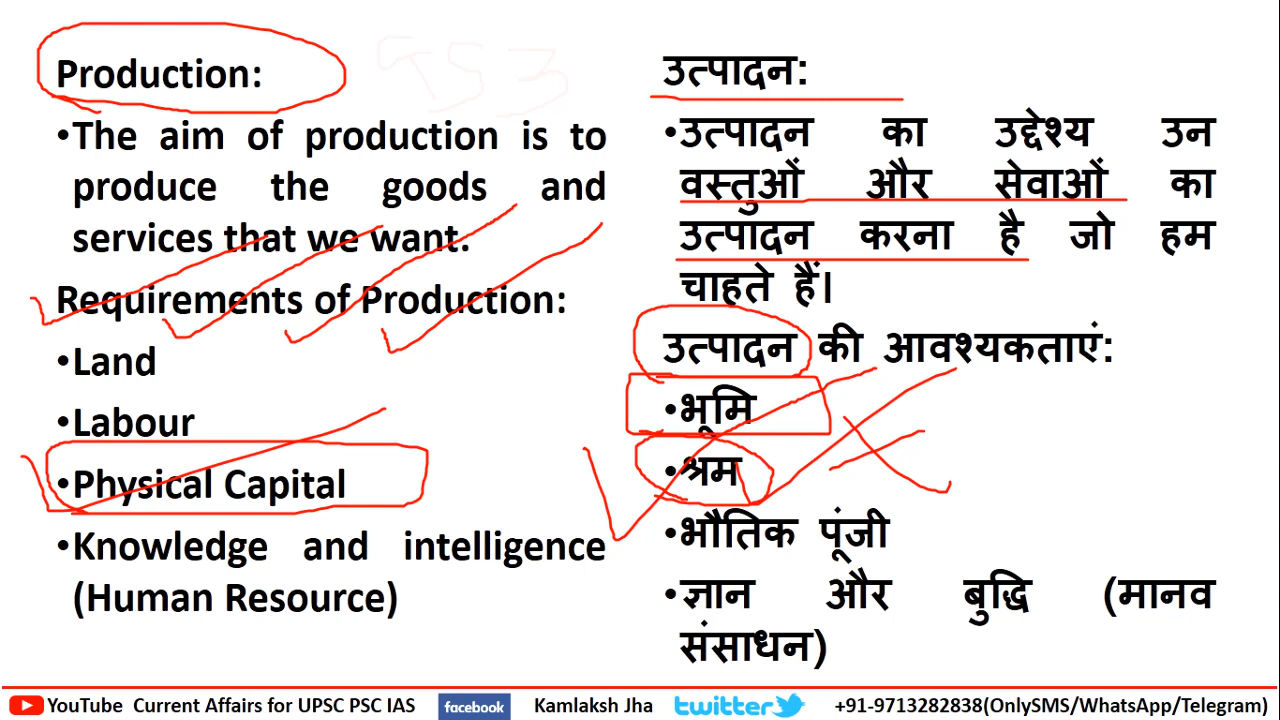 Production:
•The aim of production is to
produce the goods and
services that we want.
Requirements of Production:
•Land
•Labour
•Physical Capital
•Knowledge and intelligence
(Human Resource)
उत्पादन:
•उत्पादन का उद्देश्य उन
वस्तुओं और सेवाओं का
उत्पादन करना है जो हम
चाहते हैं।
उत्पादन की आवश्यकताएं:
•भूमि
•श्रम
•भौतिक पूंजी
•ज्ञान और बुद्धि (मानव
संसाधन)
YouTube Current Affairs for UPSC PSC IAS facebook Kamlaksh Jha twitter +91-9713282838(OnlySMS/WhatsApp/Telegram)